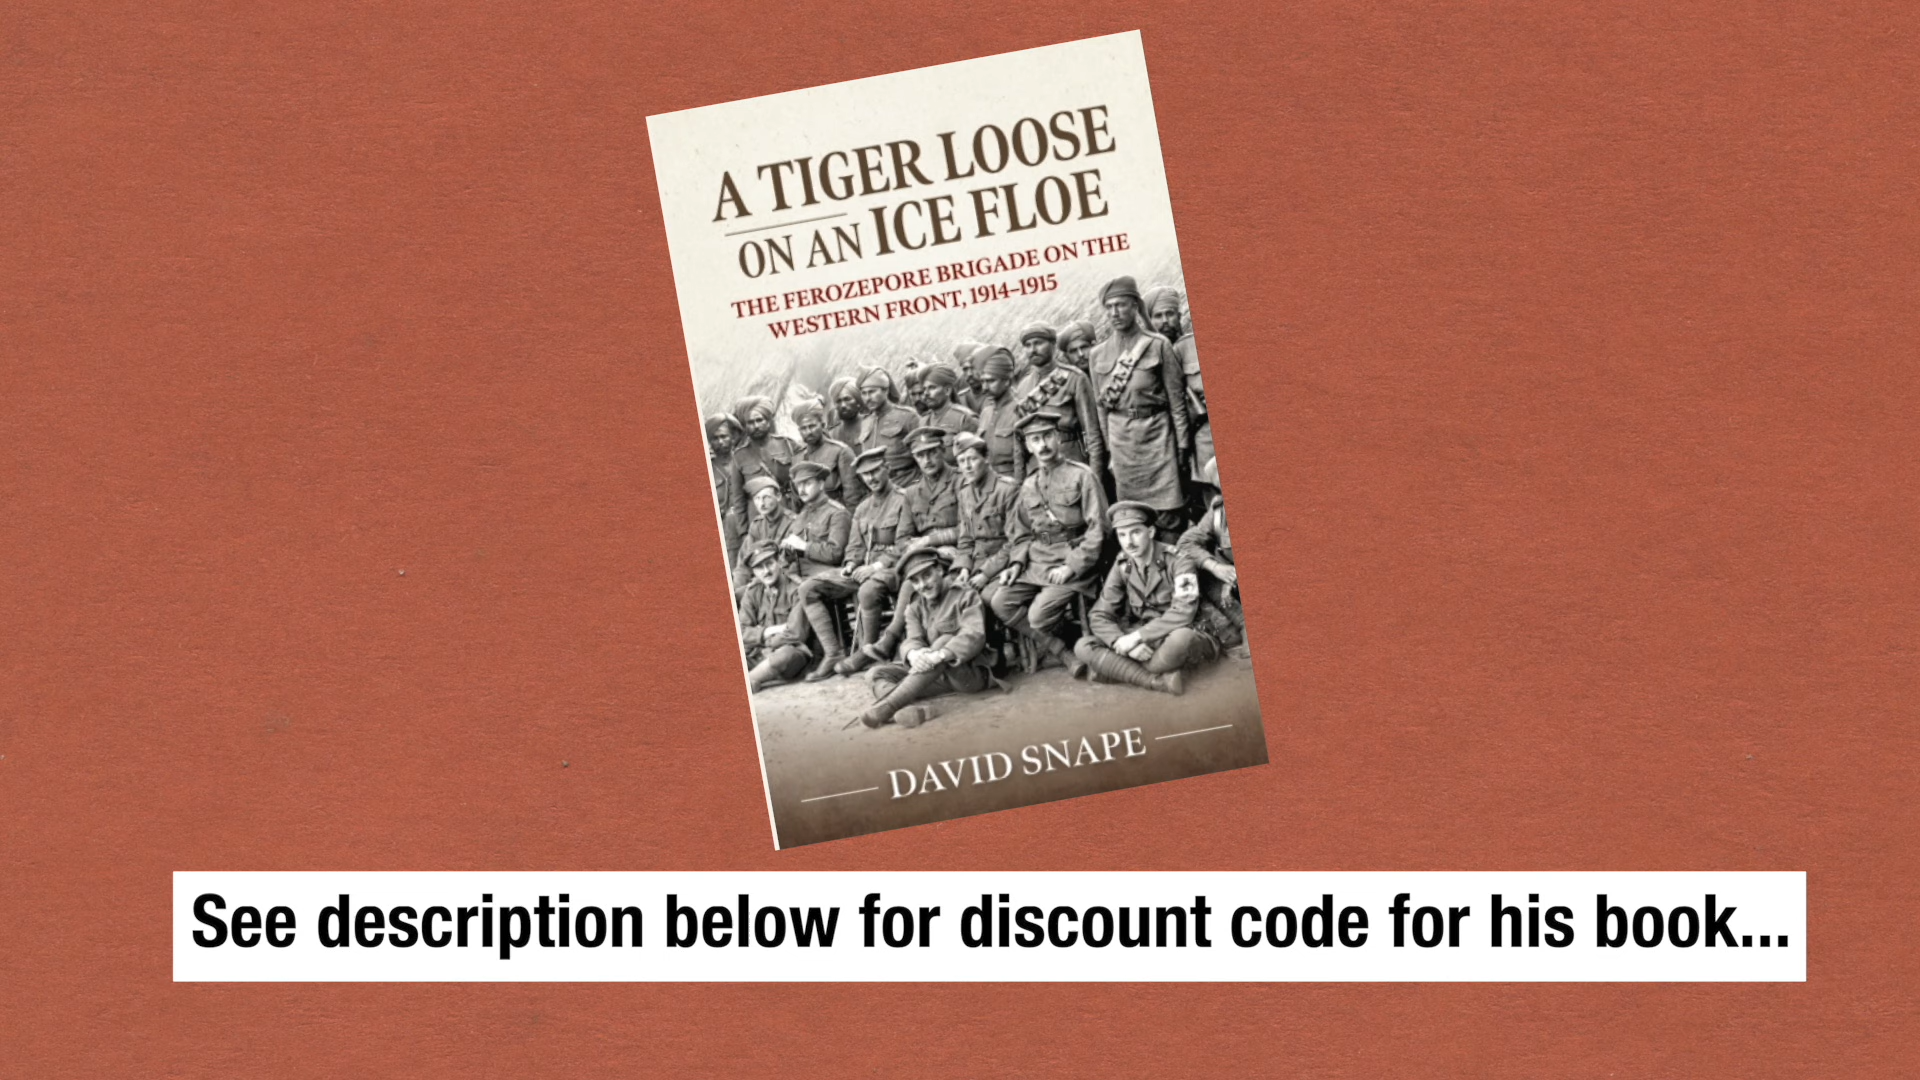 A TIGER LOOSE
ON AN ICE FLOE
THE FEROZEPORE BRIGADE ON THE
WESTERN FRONT, 1914–1915
DAVID SNAPE
See description below for discount code for his book...